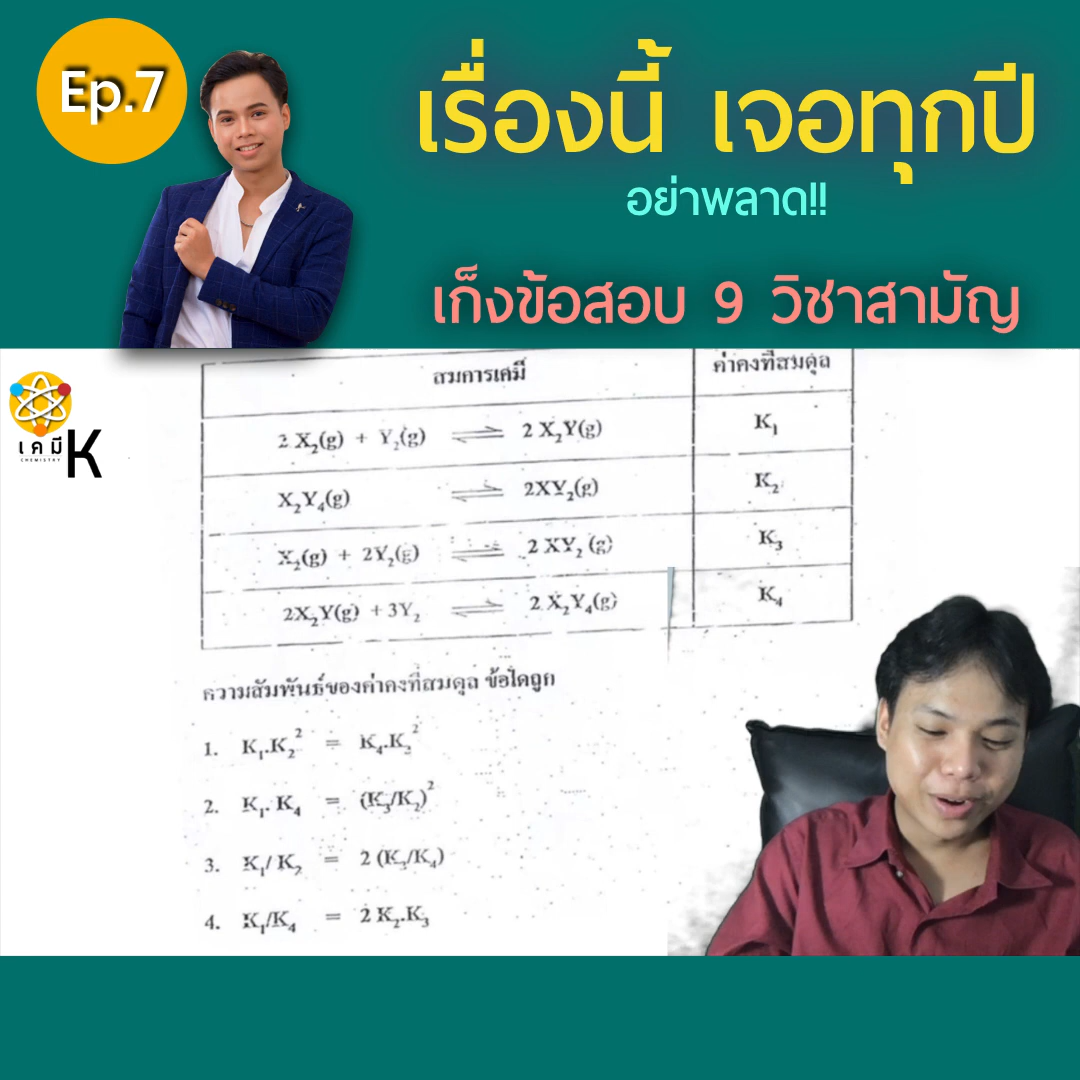 Ep.7
เรื่องนี้ เจอทุกปี
อย่าพลาด!!
เก็งข้อสอบ 9 วิชาสามัญ
เคมี K
CHEMISTRY
สมการเคมี ค่าคงที่สมดุล
2 X₂(g) + Y₂(g) ⇌ 2 X₂Y(g) K₁
X₂Y₄(g) ⇌ 2XY₂(g) K₂
X₂(g) + 2Y₂(g) ⇌ 2 XY₂ (g) K₃
2X₂Y(g) + 3Y₂ ⇌ 2 X₂Y₄(g) K₄
ความสัมพันธ์ของค่าคงที่สมดุล ข้อใดถูก
1. K₁.K₂² = K₄.K₂²
2. K₁. K₄ = (K₃/K₂)²
3. K₁/ K₂ = 2 (K₃/K₄)
4. K₁/K₄ = 2 K₂.K₃